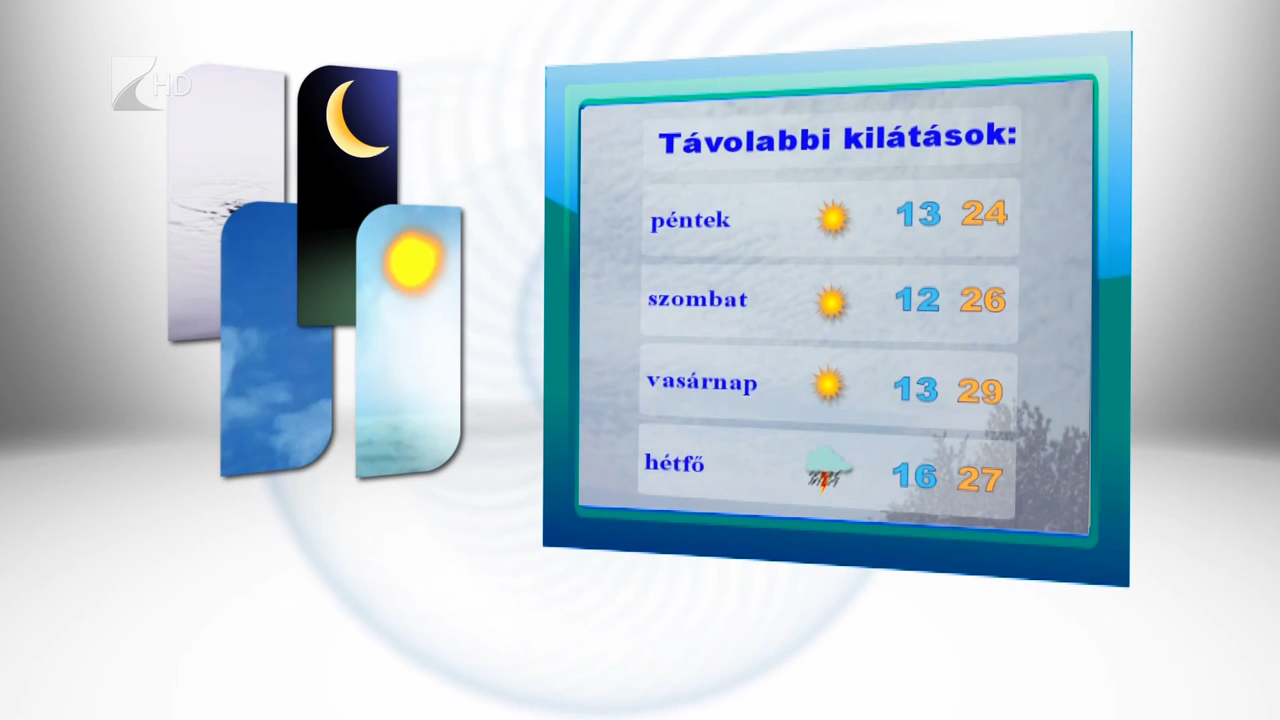 HD
Távolabbi kilátások:
péntek 13 24
szombat 12 26
vasárnap 13 29
hétfő 16 27